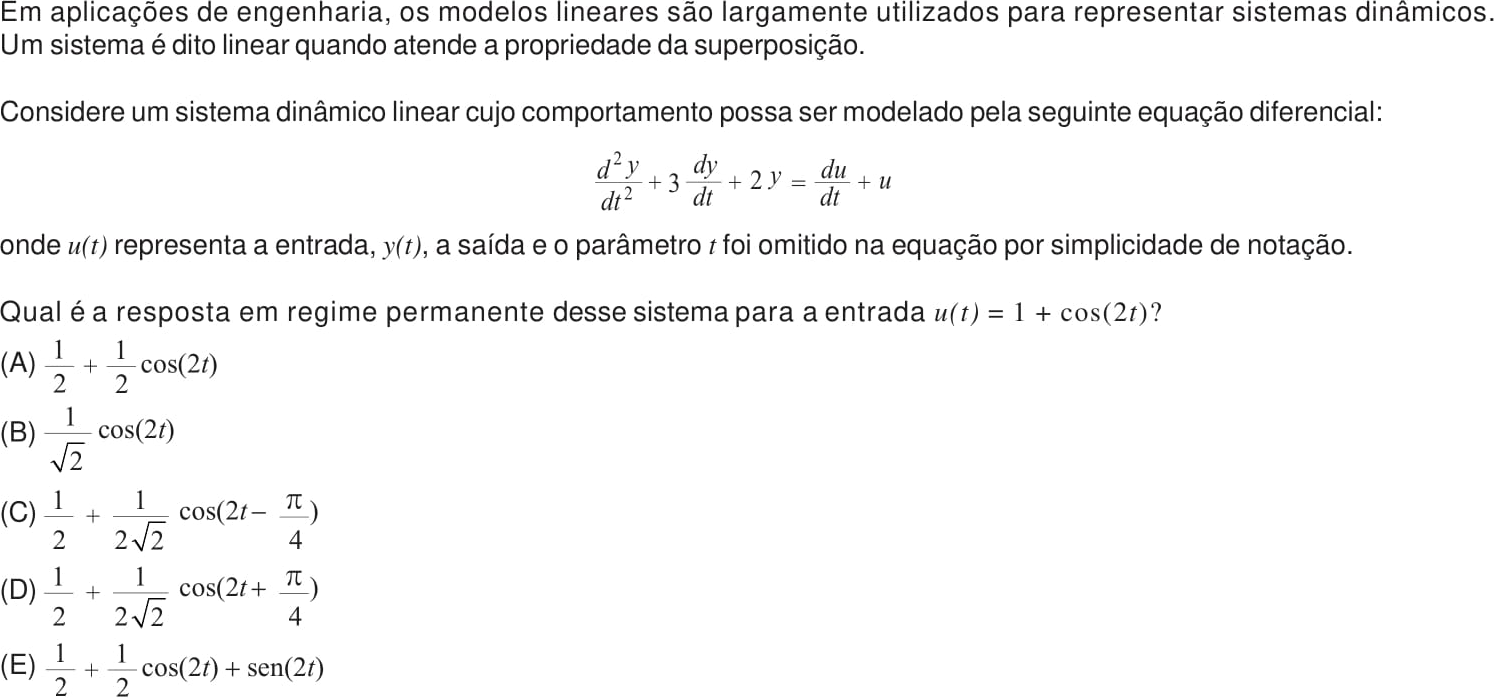 Em aplicações de engenharia, os modelos lineares são largamente utilizados para representar sistemas dinâmicos.
Um sistema é dito linear quando atende a propriedade da superposição.
Considere um sistema dinâmico linear cujo comportamento possa ser modelado pela seguinte equação diferencial:
\frac{d^2 y}{dt^2} + 3 \frac{dy}{dt} + 2 y = \frac{du}{dt} + u
onde u(t) representa a entrada, y(t), a saída e o parâmetro t foi omitido na equação por simplicidade de notação.
Qual é a resposta em regime permanente desse sistema para a entrada u(t) = 1 + cos(2t)?
(A) \frac{1}{2} + \frac{1}{2} cos(2t)
(B) \frac{1}{\sqrt{2}} cos(2t)
(C) \frac{1}{2} + \frac{1}{2\sqrt{2}} cos(2t − \frac{π}{4})
(D) \frac{1}{2} + \frac{1}{2\sqrt{2}} cos(2t + \frac{π}{4})
(E) \frac{1}{2} + \frac{1}{2} cos(2t) + sen(2t)